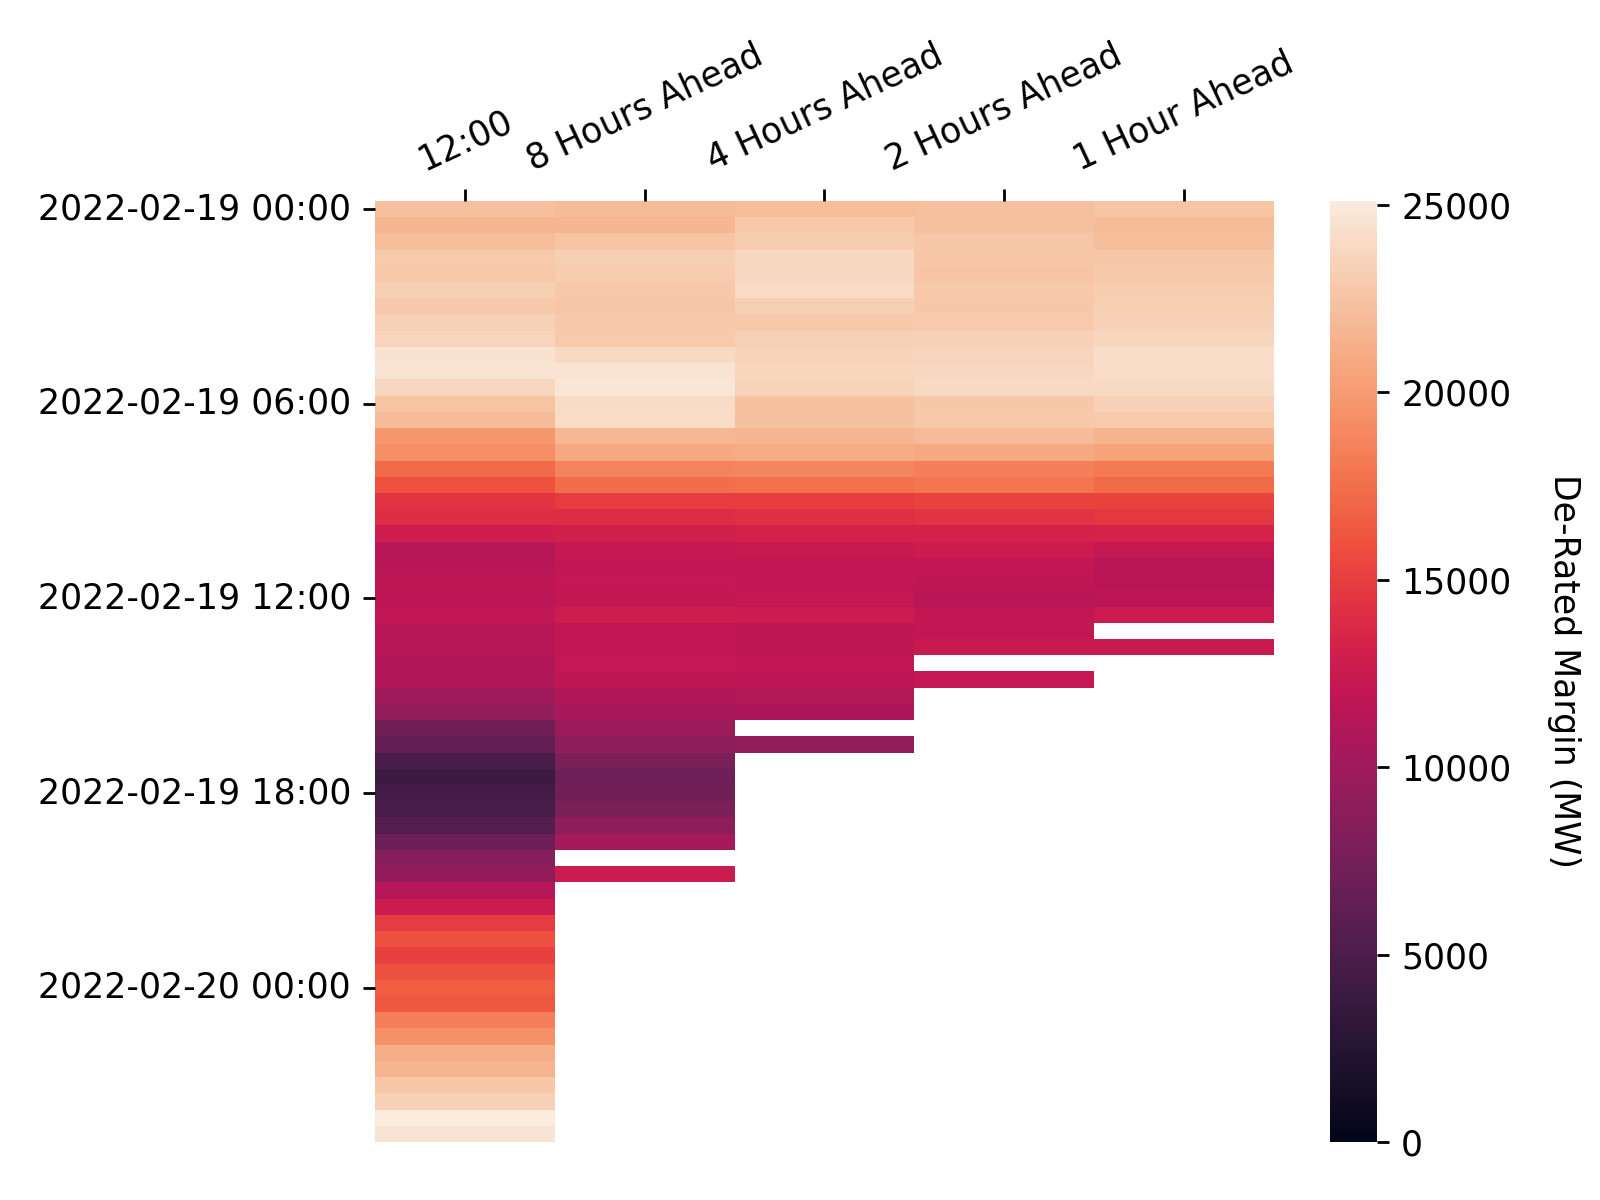 12:00
8 Hours Ahead
4 Hours Ahead
2 Hours Ahead
1 Hour Ahead
2022-02-19 00:00
2022-02-19 06:00
2022-02-19 12:00
2022-02-19 18:00
2022-02-20 00:00
25000
20000
15000
10000
5000
0
De-Rated Margin (MW)